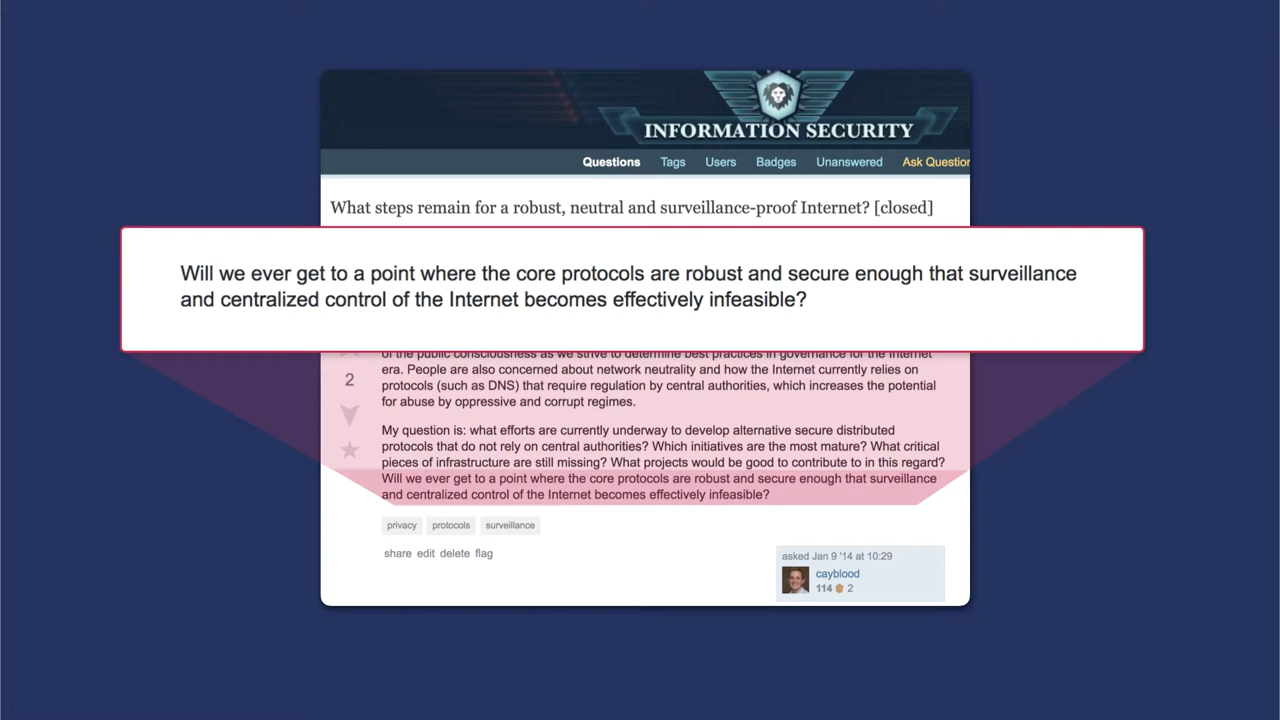 INFORMATION SECURITY
Questions Tags Users Badges Unanswered Ask Question
What steps remain for a robust, neutral and surveillance-proof Internet? [closed]
Will we ever get to a point where the core protocols are robust and secure enough that surveillance
and centralized control of the Internet becomes effectively infeasible?
of the public consciousness as we strive to determine best practices in governance for the Internet
era. People are also concerned about network neutrality and how the Internet currently relies on
2
protocols (such as DNS) that require regulation by central authorities, which increases the potential
for abuse by oppressive and corrupt regimes.
My question is: what efforts are currently underway to develop alternative secure distributed
protocols that do not rely on central authorities? Which initiatives are the most mature? What critical
pieces of infrastructure are still missing? What projects would be good to contribute to in this regard?
Will we ever get to a point where the core protocols are robust and secure enough that surveillance
and centralized control of the Internet becomes effectively infeasible?
privacy protocols surveillance
share edit delete flag
asked Jan 9 '14 at 10:29
cayblood
114 2